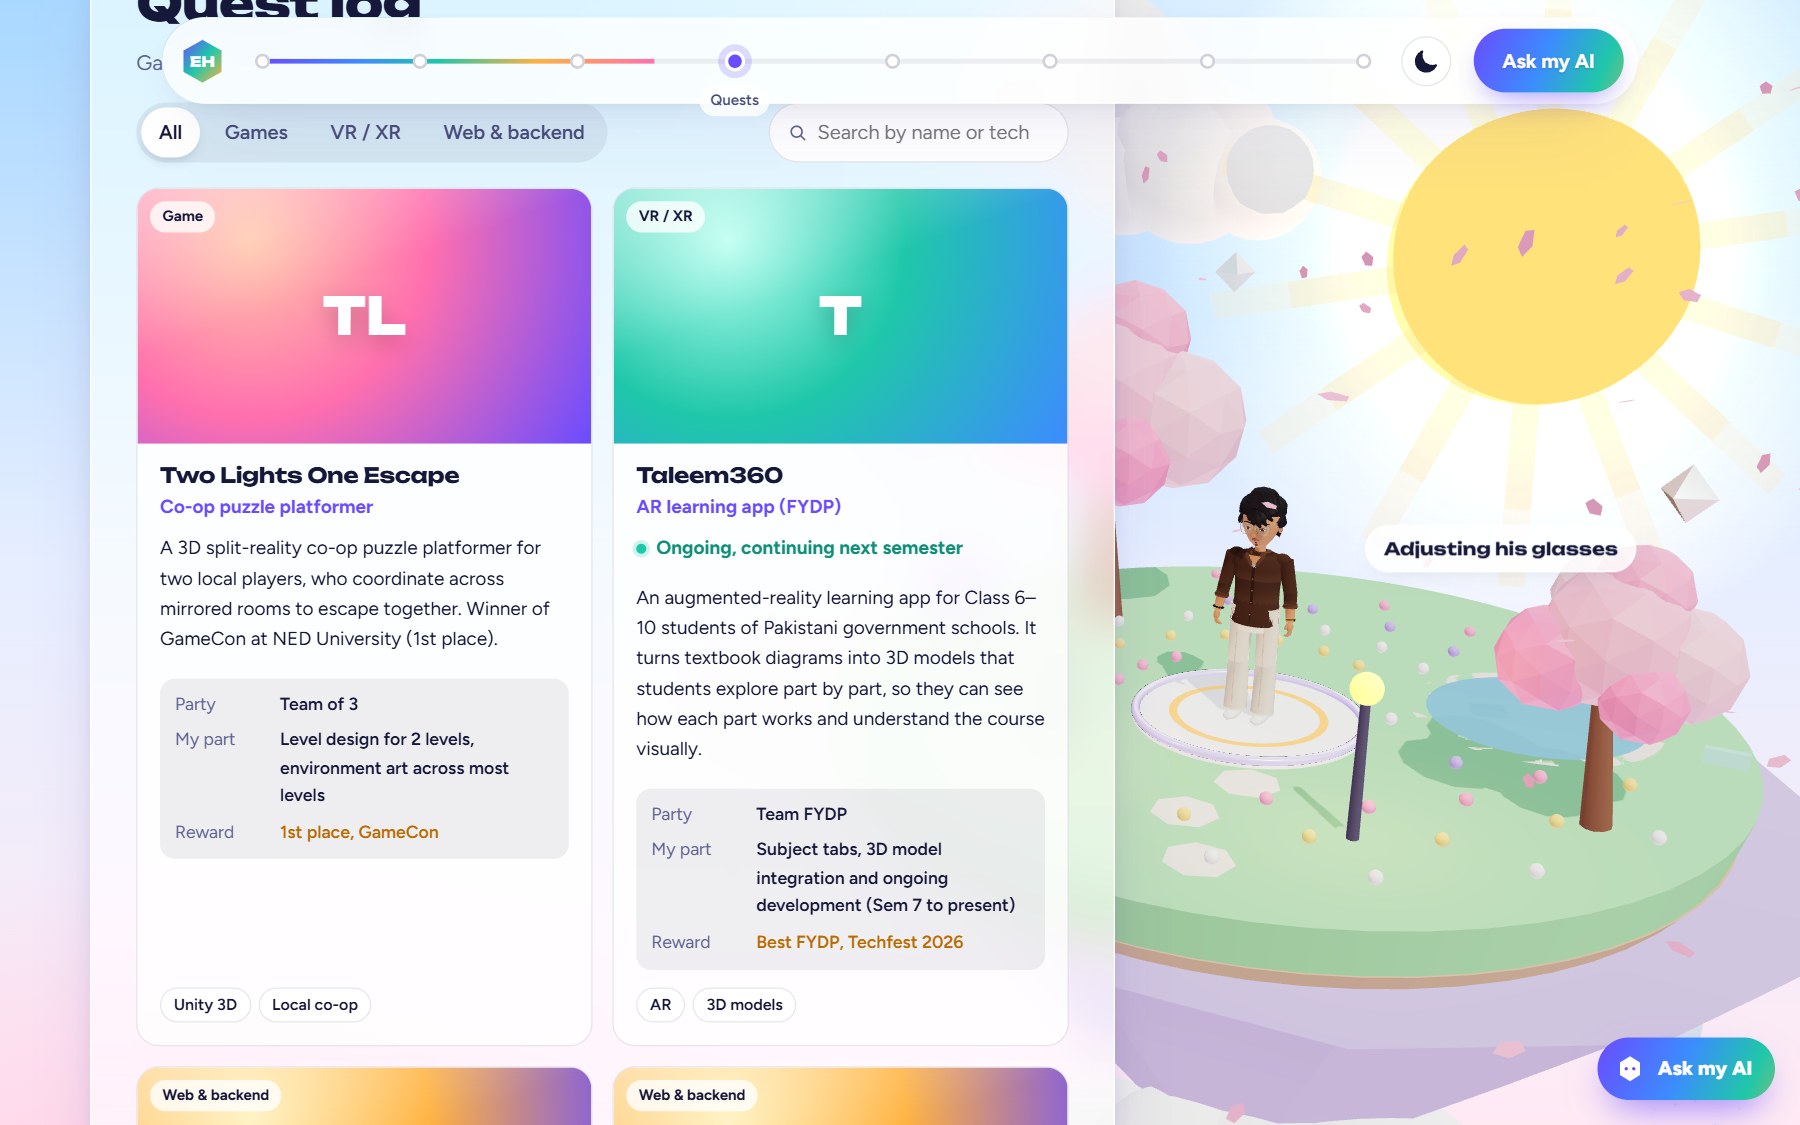 Quest log
Ga
EH
Ask my AI
Quests
All
Games
VR / XR
Web & backend
Search by name or tech
Game
TL
Two Lights One Escape
Co-op puzzle platformer
A 3D split-reality co-op puzzle platformer for
two local players, who coordinate across
mirrored rooms to escape together. Winner of
GameCon at NED University (1st place).
Party Team of 3
My part Level design for 2 levels,
environment art across most
levels
Reward 1st place, GameCon
Unity 3D
Local co-op
VR / XR
T
Taleem360
AR learning app (FYDP)
Ongoing, continuing next semester
An augmented-reality learning app for Class 6–
10 students of Pakistani government schools. It
turns textbook diagrams into 3D models that
students explore part by part, so they can see
how each part works and understand the course
visually.
Party Team FYDP
My part Subject tabs, 3D model
integration and ongoing
development (Sem 7 to present)
Reward Best FYDP, Techfest 2026
AR
3D models
Adjusting his glasses
Web & backend
Web & backend
Ask my AI